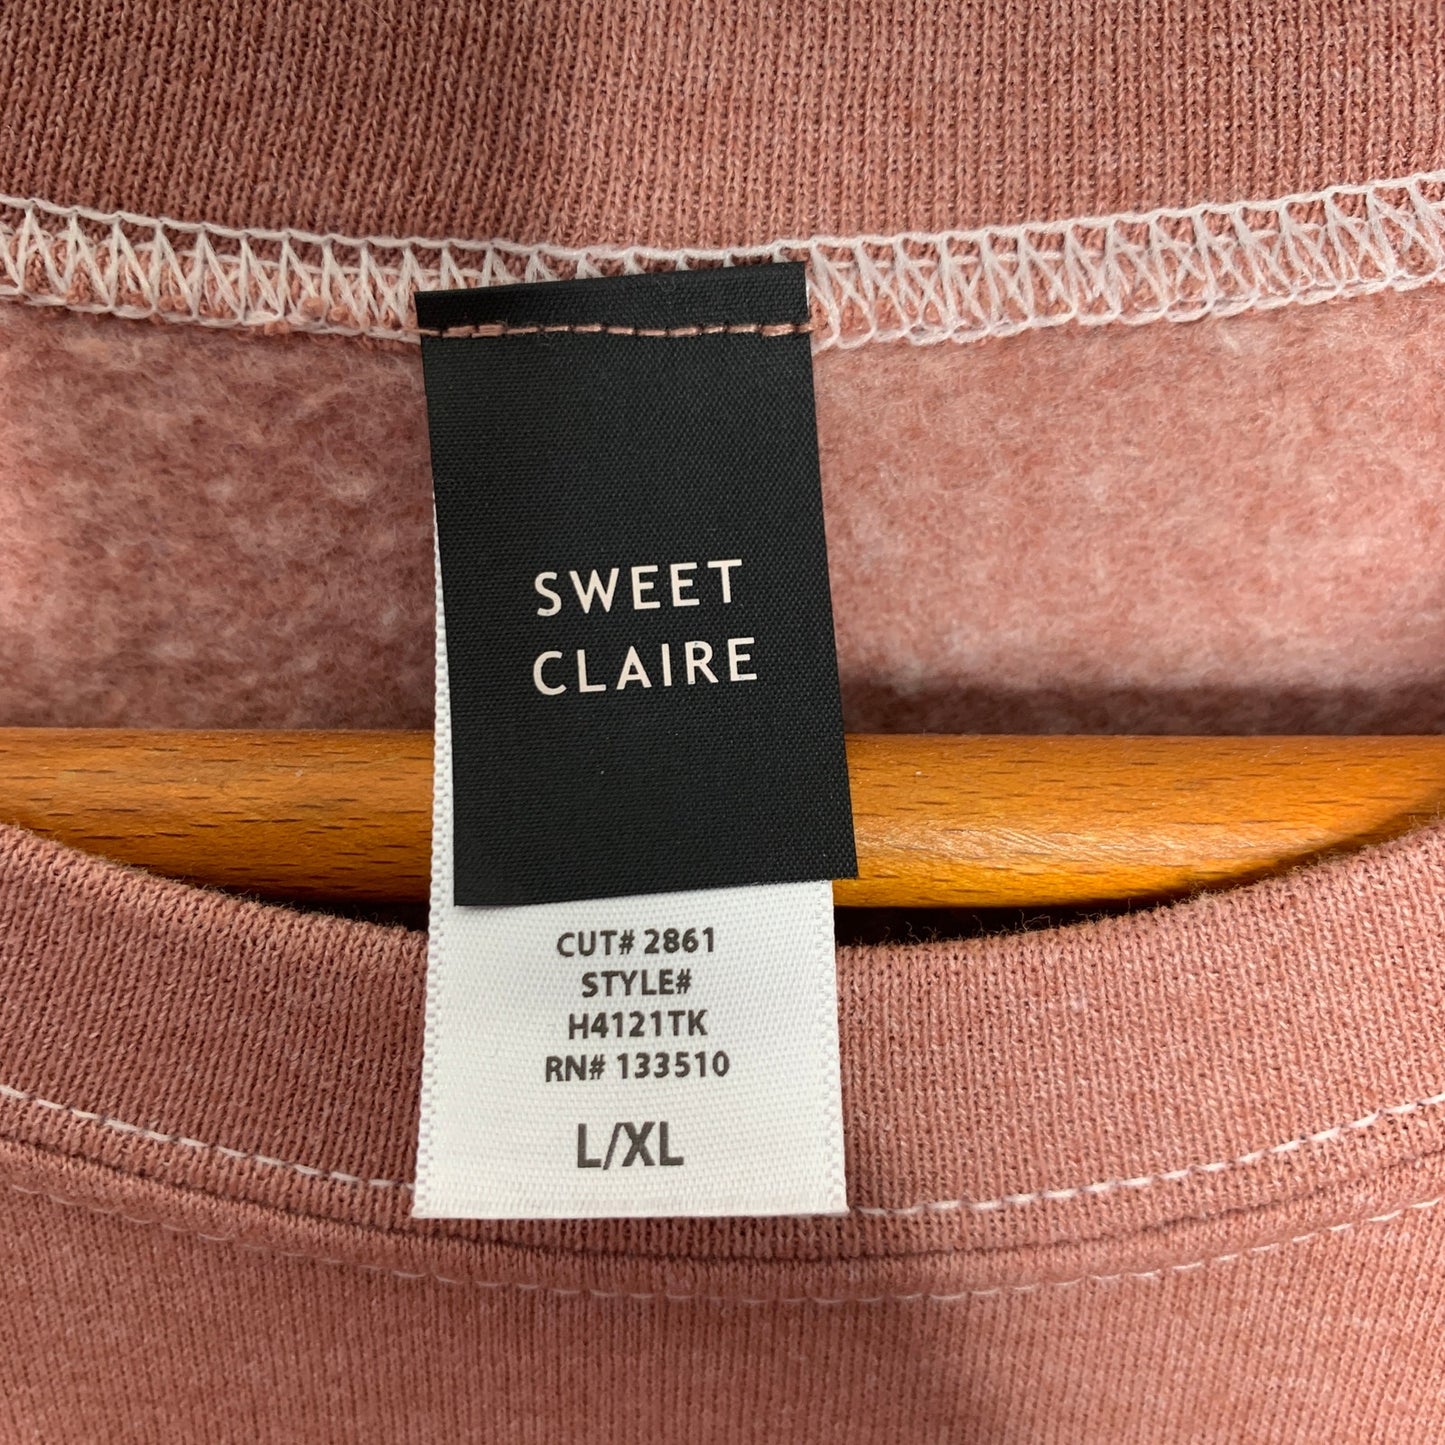 SWEET
CLAIRE
CUT# 2861
STYLE#
H4121TK
RN# 133510
L/XL